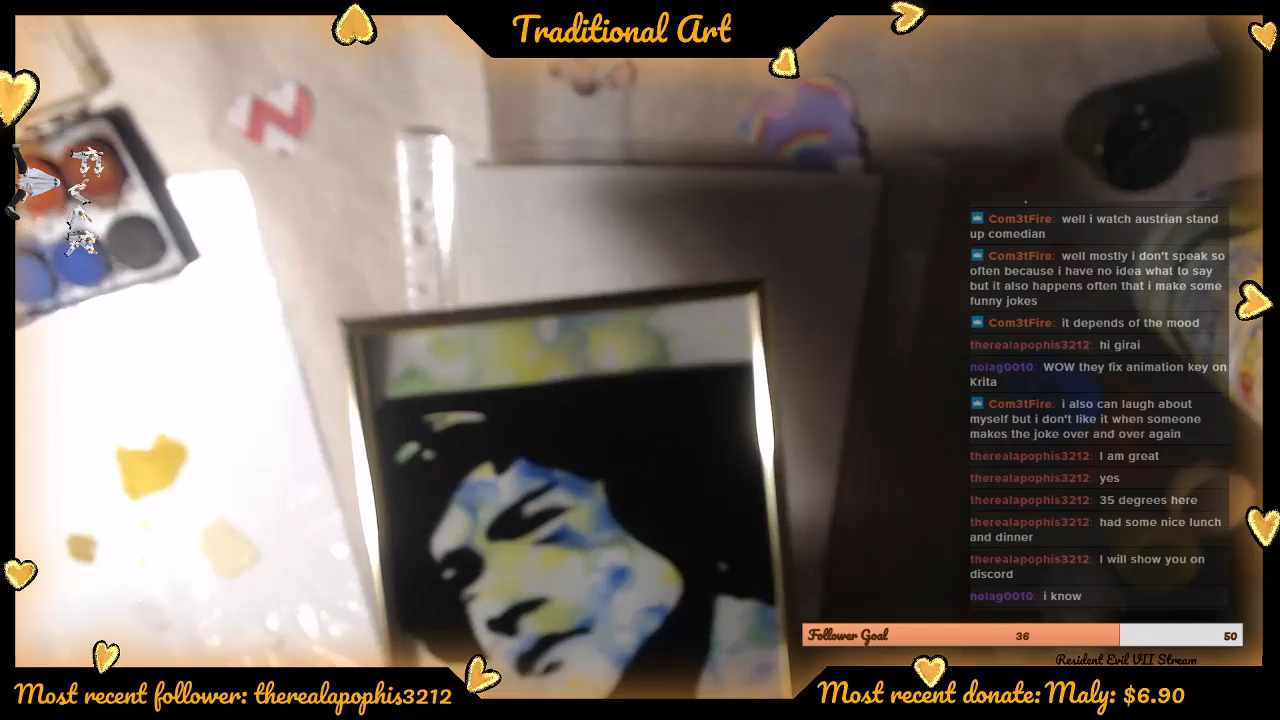 Traditional Art
Com3tFire: well i watch austrian stand
up comedian
Com3tFire: well mostly i don't speak so
often because i have no idea what to say
but it also happens often that i make some
funny jokes
Com3tFire: it depends of the mood
therealapophis3212: hi girai
nolag0010: WOW they fix animation key on
Krita
Com3tFire: i also can laugh about
myself but i don't like it when someone
makes the joke over and over again
therealapophis3212: I am great
therealapophis3212: yes
therealapophis3212: 35 degrees here
therealapophis3212: had some nice lunch
and dinner
therealapophis3212: I will show you on
discord
nolag0010: i know
Follower Goal 36 50
Resident Evil VII Stream
Most recent follower: therealapophis3212
Most recent donate: Maly: $6.90